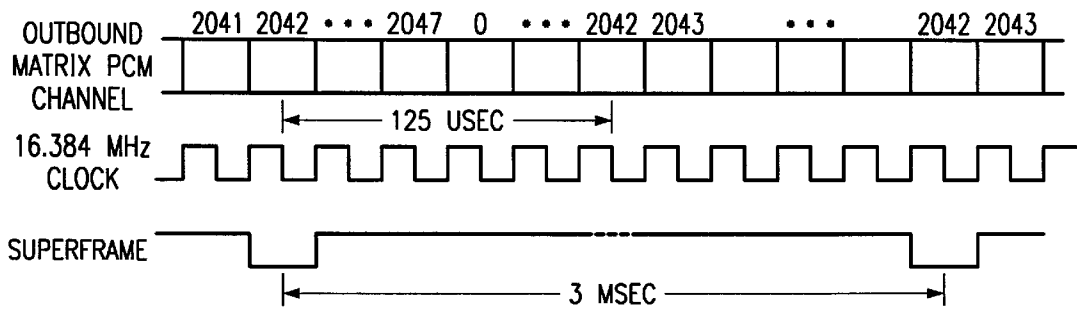 2041 2042 ••• 2047 0 ••• 2042 2043 ••• 2042 2043
OUTBOUND
MATRIX PCM
CHANNEL
125 USEC
16.384 MHz
CLOCK
SUPERFRAME
3 MSEC